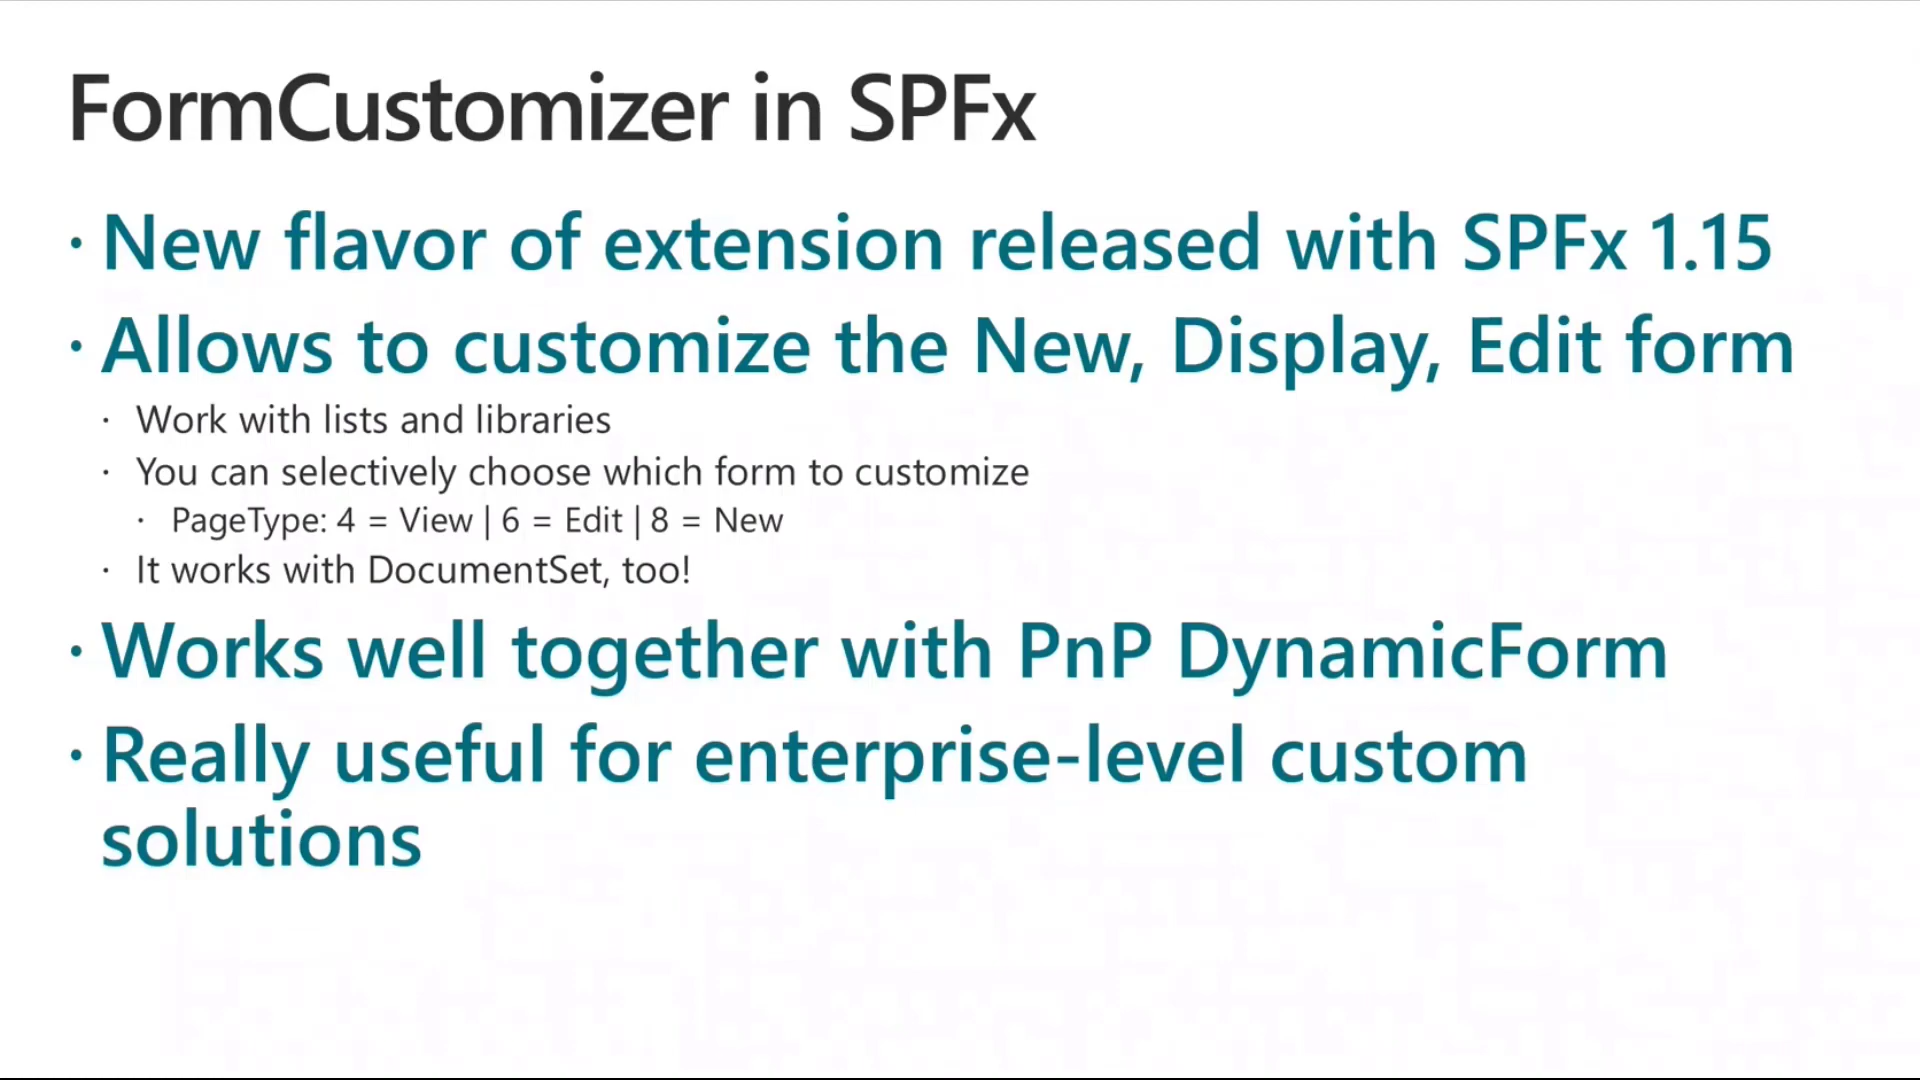 FormCustomizer in SPFx
· New flavor of extension released with SPFx 1.15
· Allows to customize the New, Display, Edit form
· Work with lists and libraries
· You can selectively choose which form to customize
· PageType: 4 = View | 6 = Edit | 8 = New
· It works with DocumentSet, too!
· Works well together with PnP DynamicForm
· Really useful for enterprise-level custom
solutions